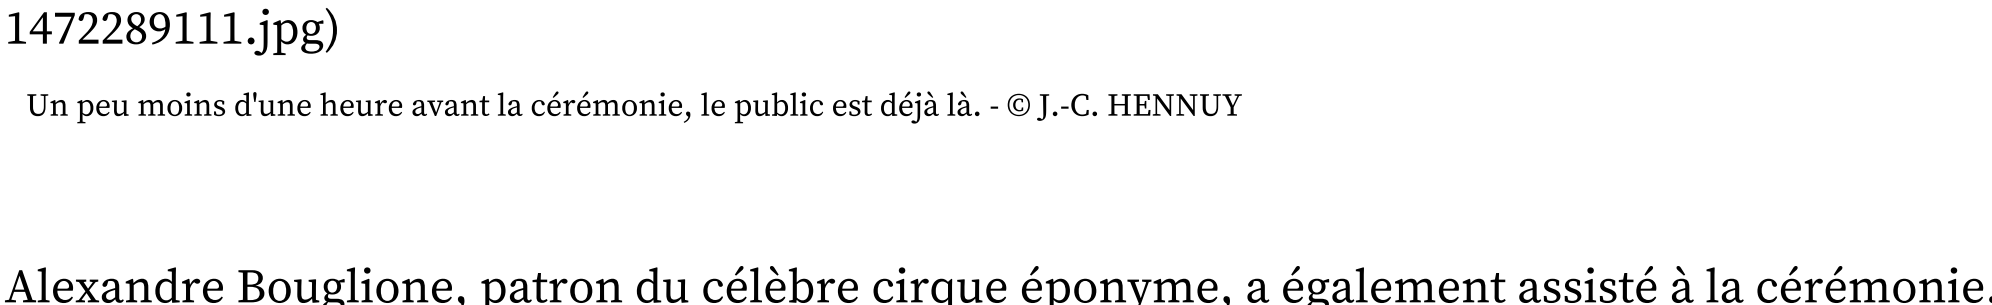 1472289111.jpg)
Un peu moins d'une heure avant la cérémonie, le public est déjà là. - © J.-C. HENNUY
Alexandre Bouglione, patron du célèbre cirque éponyme, a également assisté à la cérémonie.